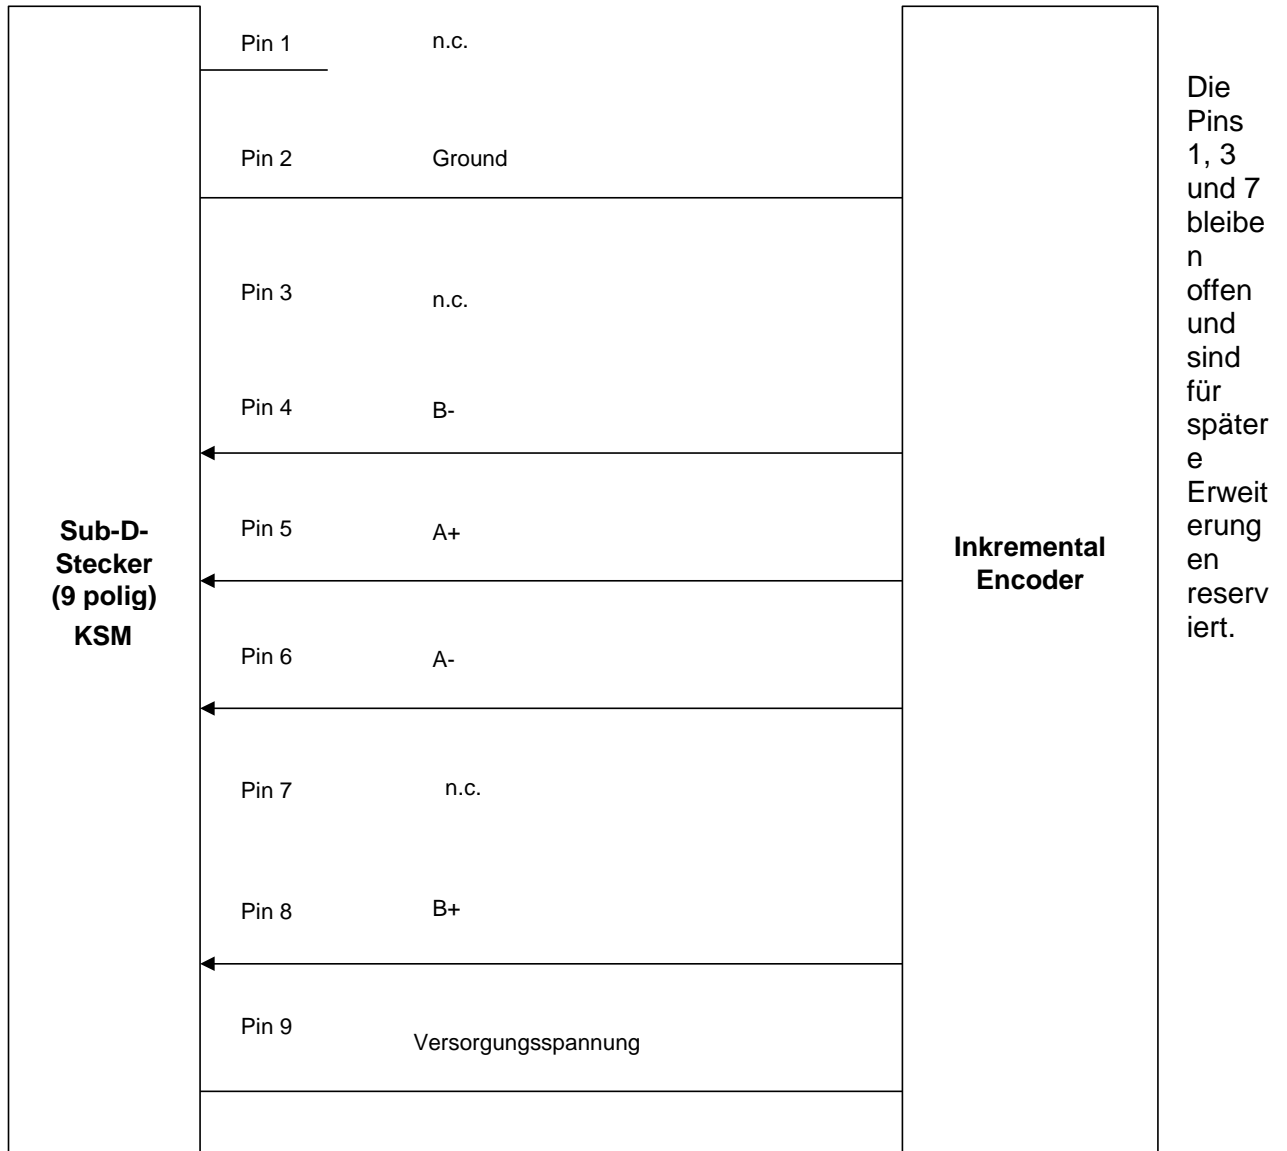 Pin 1 n.c.
Pin 2 Ground
Pin 3 n.c.
Pin 4 B-
Pin 5 A+
Pin 6 A-
Pin 7 n.c.
Pin 8 B+
Pin 9 Versorgungsspannung
Sub-D-
Stecker
(9 polig)
KSM
Inkremental
Encoder
Die
Pins
1, 3
und 7
bleibe
n
offen
und
sind
für
später
e
Erweit
erung
en
reserv
iert.